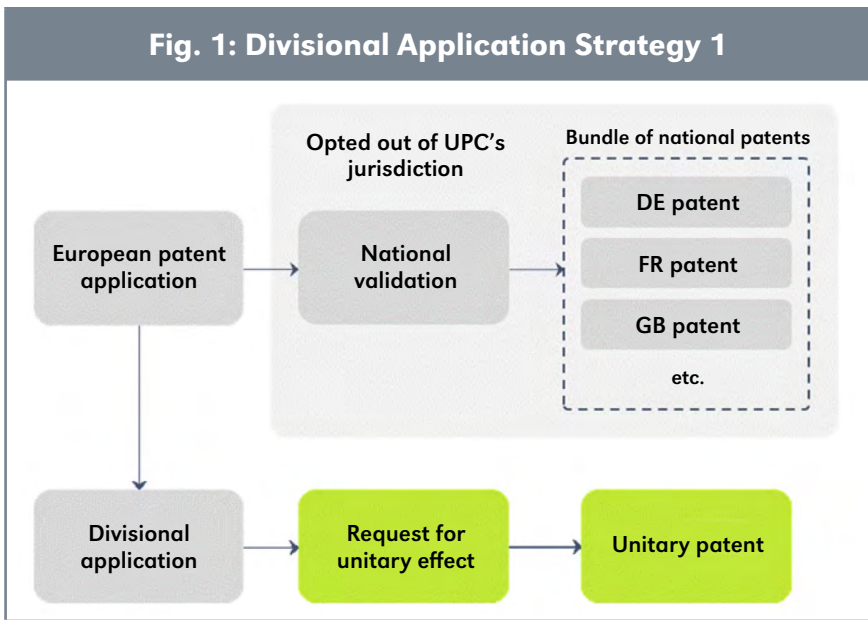 Fig. 1: Divisional Application Strategy 1
Opted out of UPC's
jurisdiction
Bundle of national patents
European patent
application
National
validation
DE patent
FR patent
GB patent
etc.
Divisional
application
Request for
unitary effect
Unitary patent